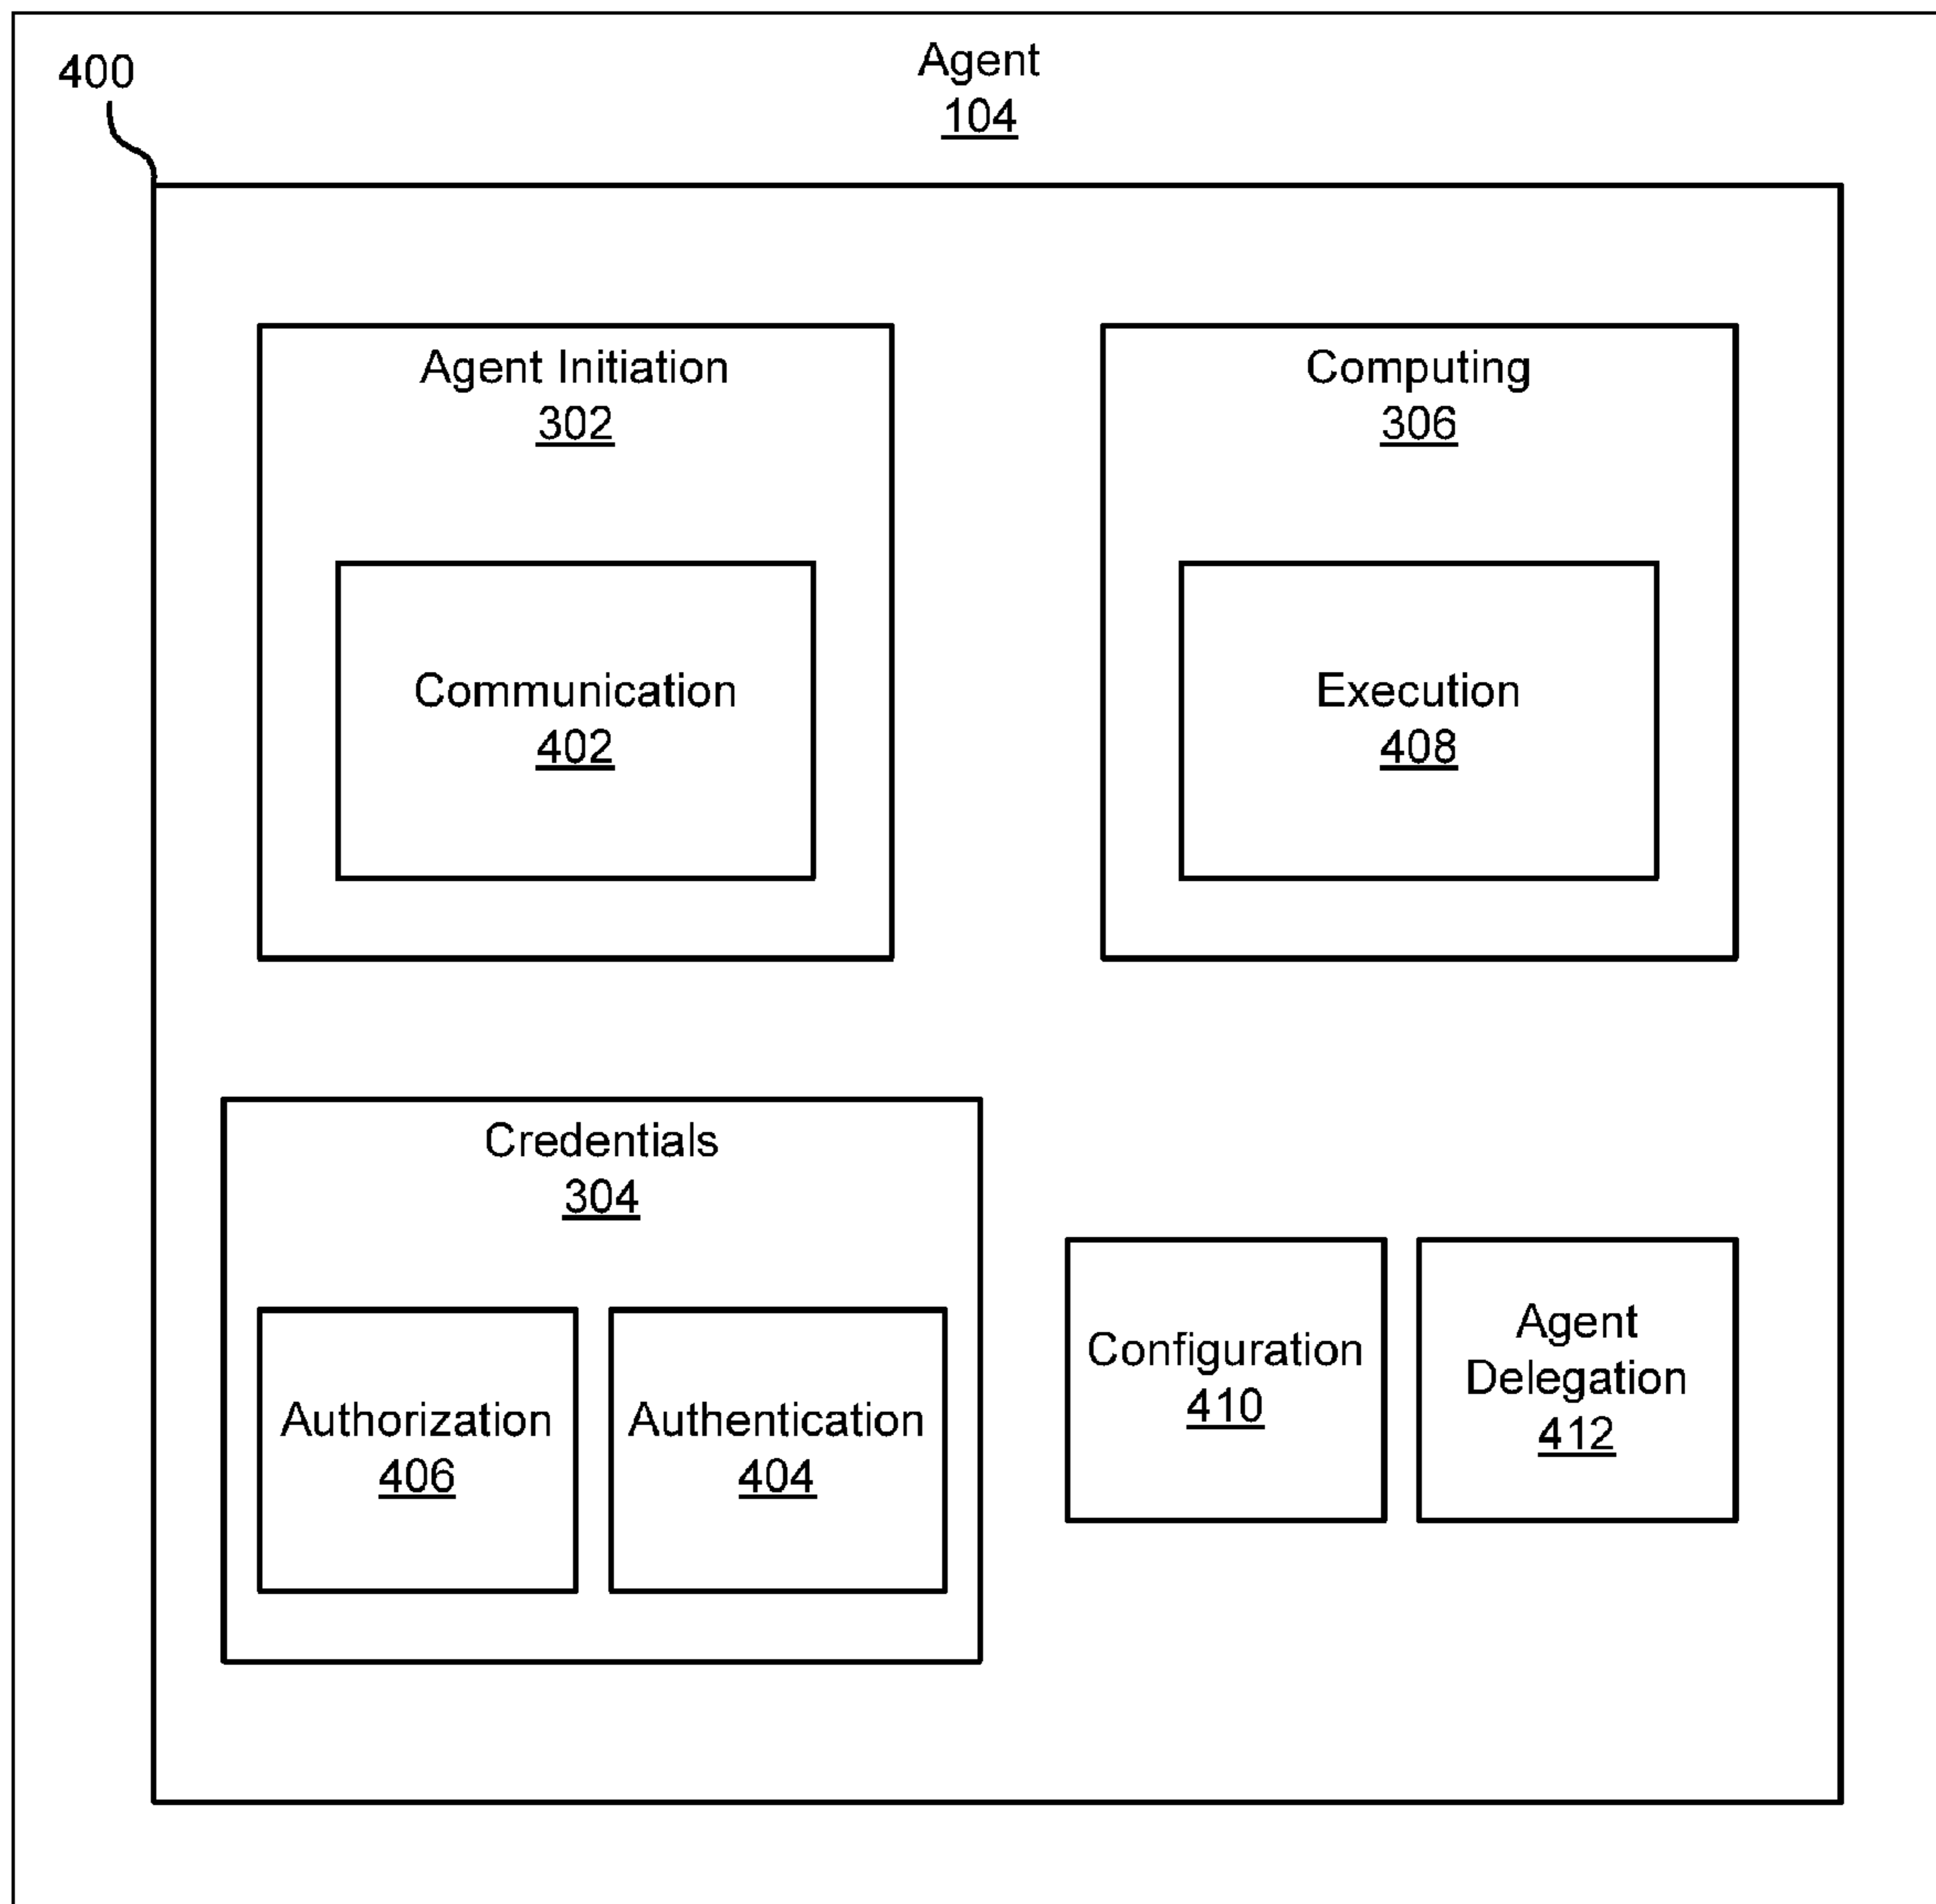 Agent
104
400
Agent Initiation
302
Computing
306
Communication
402
Execution
408
Credentials
304
Authorization
406
Authentication
404
Configuration
410
Agent
Delegation
412